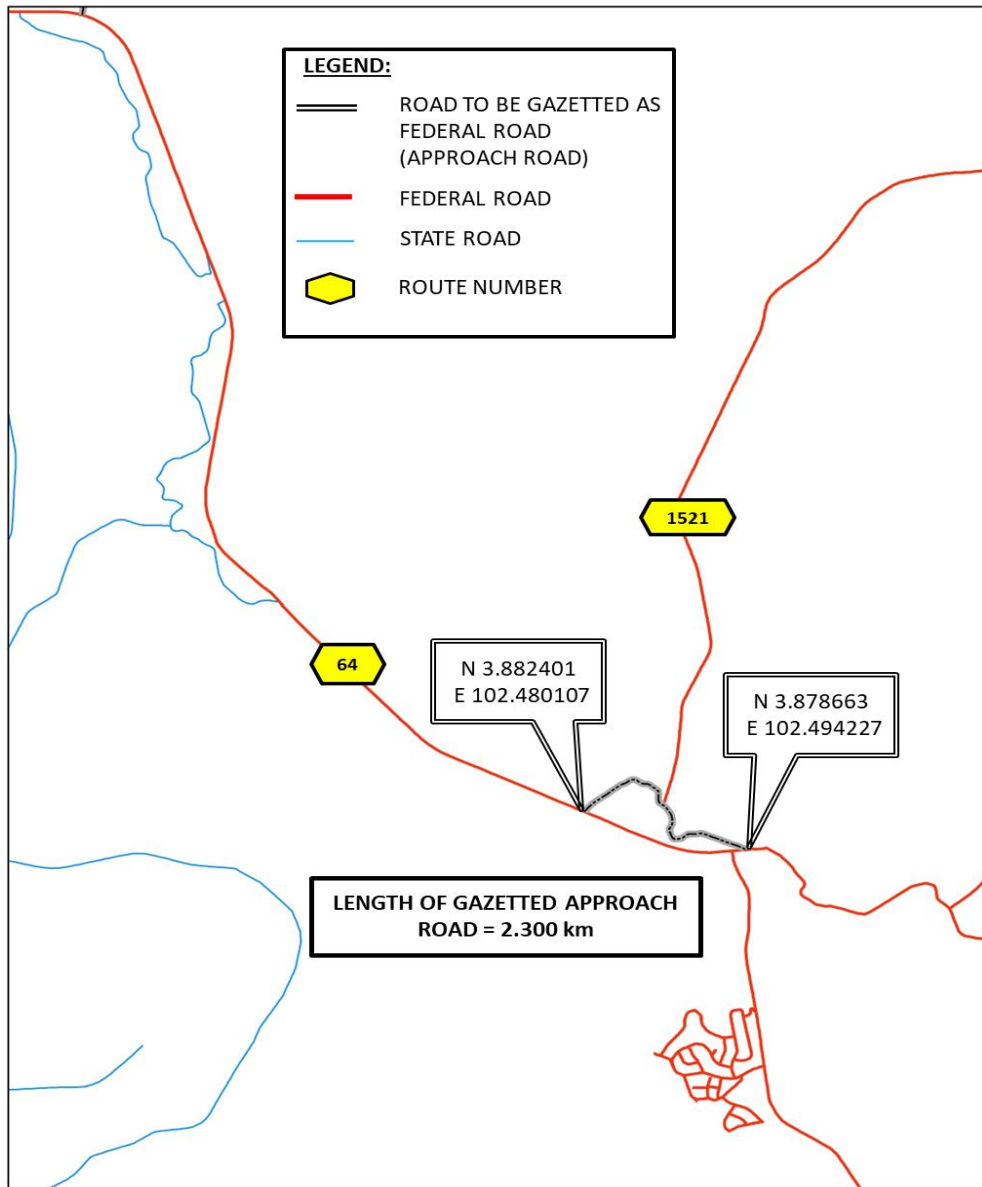 LEGEND:
ROAD TO BE GAZETTED AS
FEDERAL ROAD
(APPROACH ROAD)
FEDERAL ROAD
STATE ROAD
ROUTE NUMBER
1521
64
N 3.882401
E 102.480107
N 3.878663
E 102.494227
LENGTH OF GAZETTED APPROACH
ROAD = 2.300 km